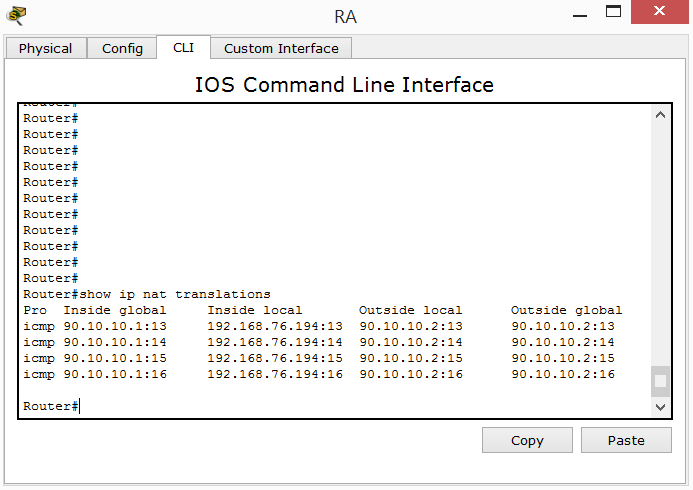 RA
Physical Config CLI Custom Interface
IOS Command Line Interface
Router#
Router#
Router#
Router#
Router#
Router#
Router#
Router#
Router#
Router#
Router#
Router#
Router#show ip nat translations
Pro  Inside global     Inside local       Outside local      Outside global
icmp 90.10.10.1:13     192.168.76.194:13  90.10.10.2:13      90.10.10.2:13
icmp 90.10.10.1:14     192.168.76.194:14  90.10.10.2:14      90.10.10.2:14
icmp 90.10.10.1:15     192.168.76.194:15  90.10.10.2:15      90.10.10.2:15
icmp 90.10.10.1:16     192.168.76.194:16  90.10.10.2:16      90.10.10.2:16
Router#
Copy Paste